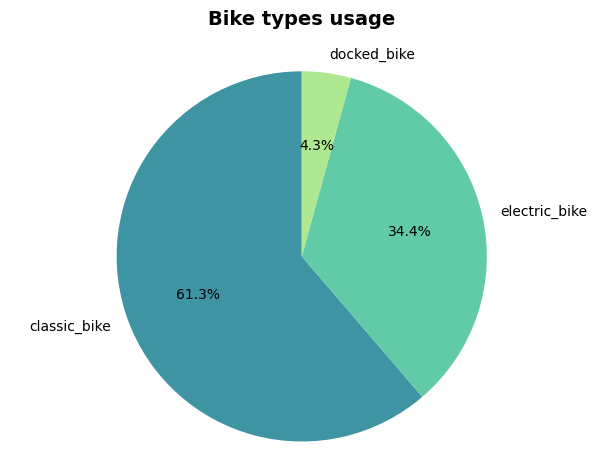 Bike types usage
docked_bike
4.3%
electric_bike
34.4%
61.3%
classic_bike